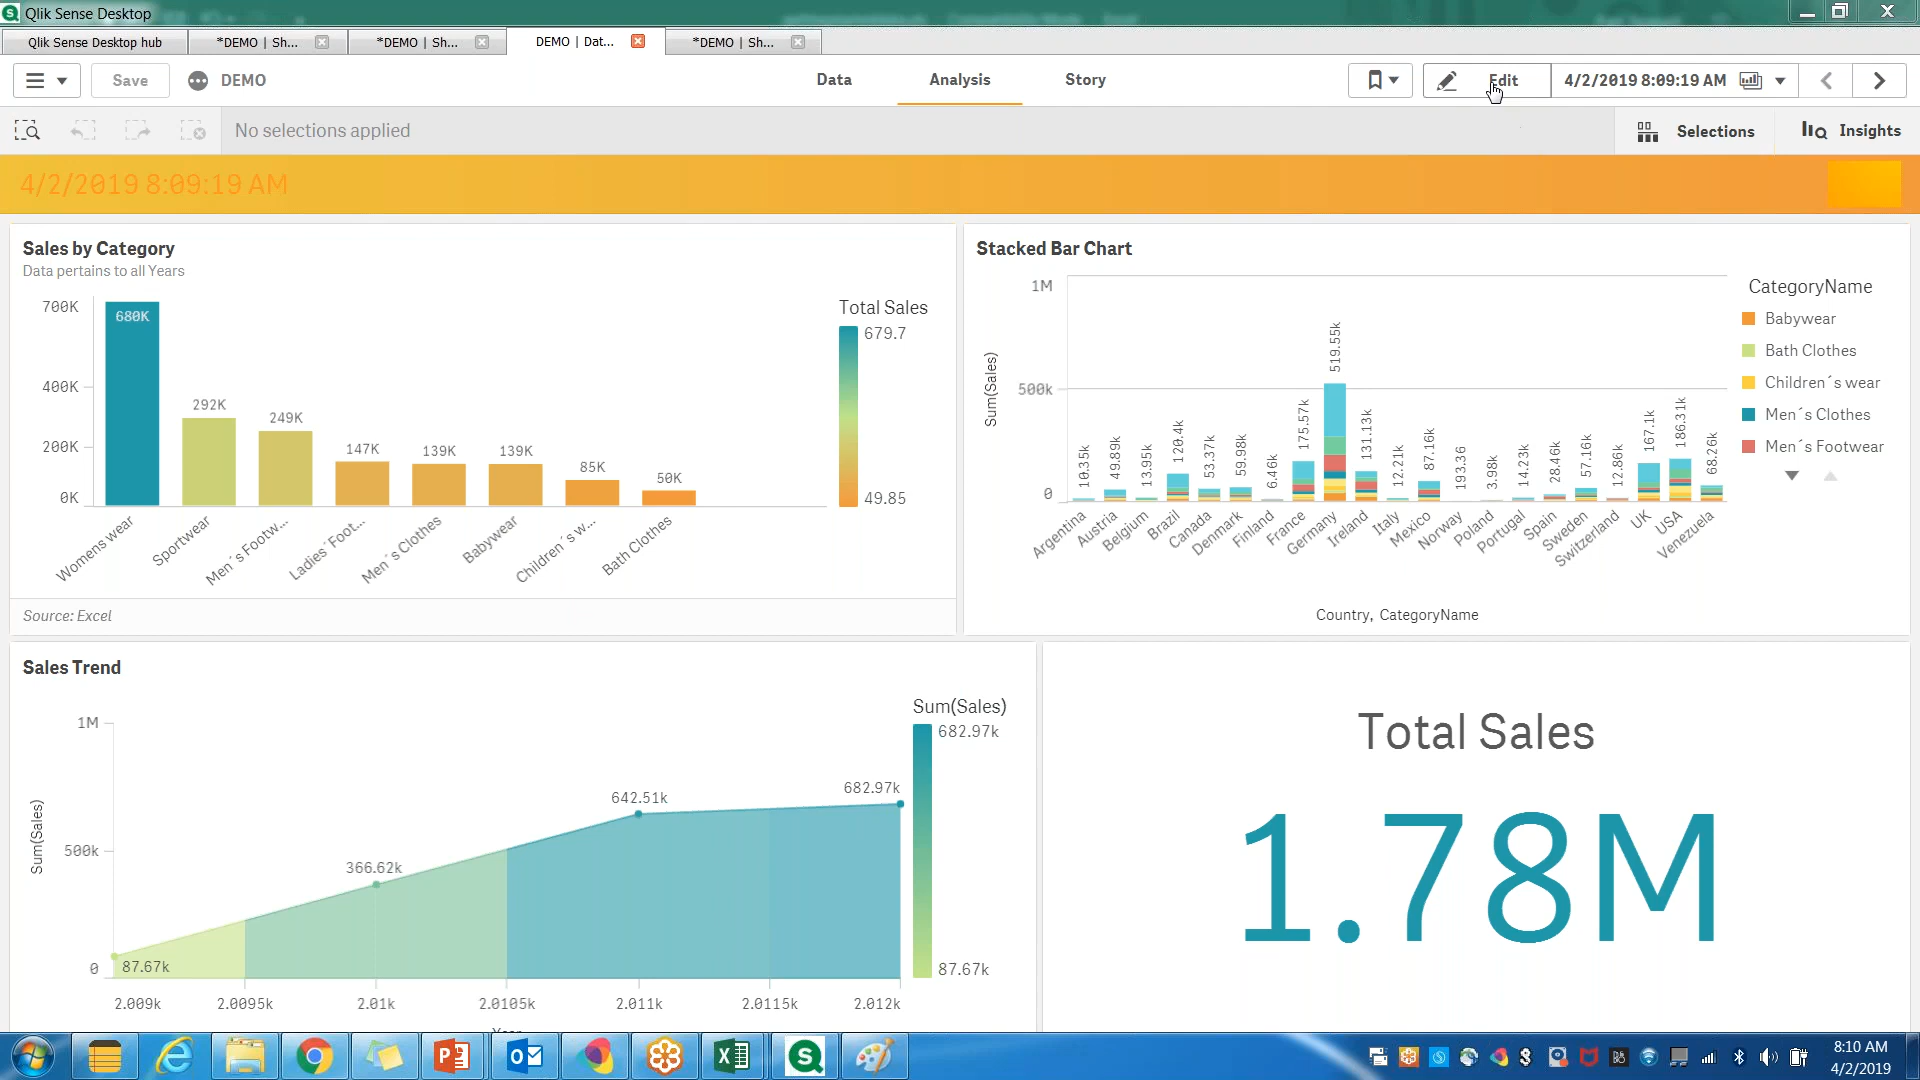 Qlik Sense Desktop
Qlik Sense Desktop hub
*DEMO | Sh...
*DEMO | Sh...
DEMO | Dat...
*DEMO | Sh...
Save
DEMO
Data
Analysis
Story
Edit
4/2/2019 8:09:19 AM
No selections applied
Selections
Insights
4/2/2019 8:09:19 AM
Sales by Category
Data pertains to all Years
700K
400K
200K
0K
680K
292K
249K
147K
139K
139K
85K
50K
Womens wear
Sportwear
Men´s Footw...
Ladies´Foot...
Men´s Clothes
Babywear
Children´s w...
Bath Clothes
Total Sales
679.7
49.85
Source: Excel
Stacked Bar Chart
Sum(Sales)
1M
500k
0
10.35k
49.89k
13.95k
120.4k
53.37k
59.98k
6.46k
175.57k
519.55k
131.13k
12.21k
87.16k
193.36
3.98k
14.23k
28.46k
57.16k
12.86k
167.1k
186.31k
68.26k
Argentina
Austria
Belgium
Brazil
Canada
Denmark
Finland
France
Germany
Ireland
Italy
Mexico
Norway
Poland
Portugal
Spain
Sweden
Switzerland
UK
USA
Venezuela
Country, CategoryName
CategoryName
Babywear
Bath Clothes
Children´s wear
Men´s Clothes
Men´s Footwear
Sales Trend
Sum(Sales)
1M
500k
0
87.67k
366.62k
642.51k
682.97k
2.009k
2.0095k
2.01k
2.0105k
2.011k
2.0115k
2.012k
Sum(Sales)
682.97k
87.67k
Total Sales
1.78M
8:10 AM
4/2/2019